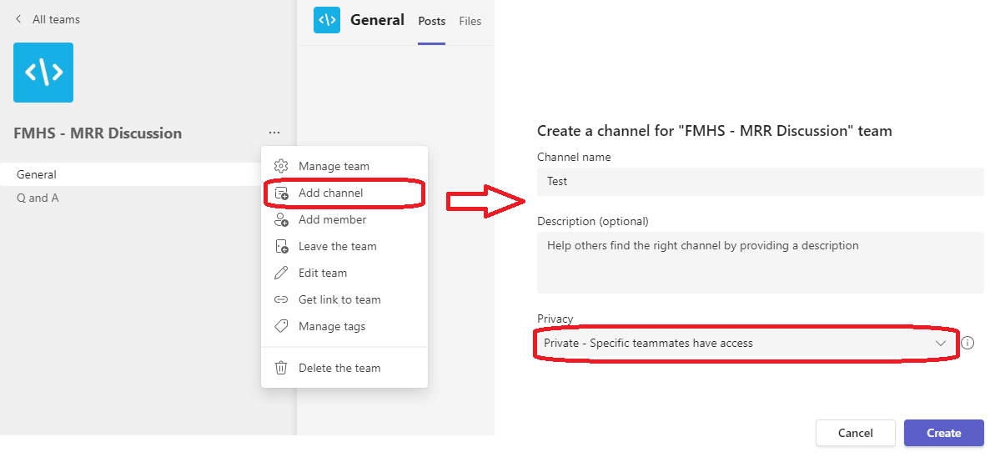 All teams
</>
FMHS - MRR Discussion
...
General
Q and A
Manage team
Add channel
Add member
Leave the team
Edit team
Get link to team
Manage tags
Delete the team
</>
General Posts Files
Create a channel for "FMHS - MRR Discussion" team
Channel name
Test
Description (optional)
Help others find the right channel by providing a description
Privacy
Private - Specific teammates have access
Cancel Create